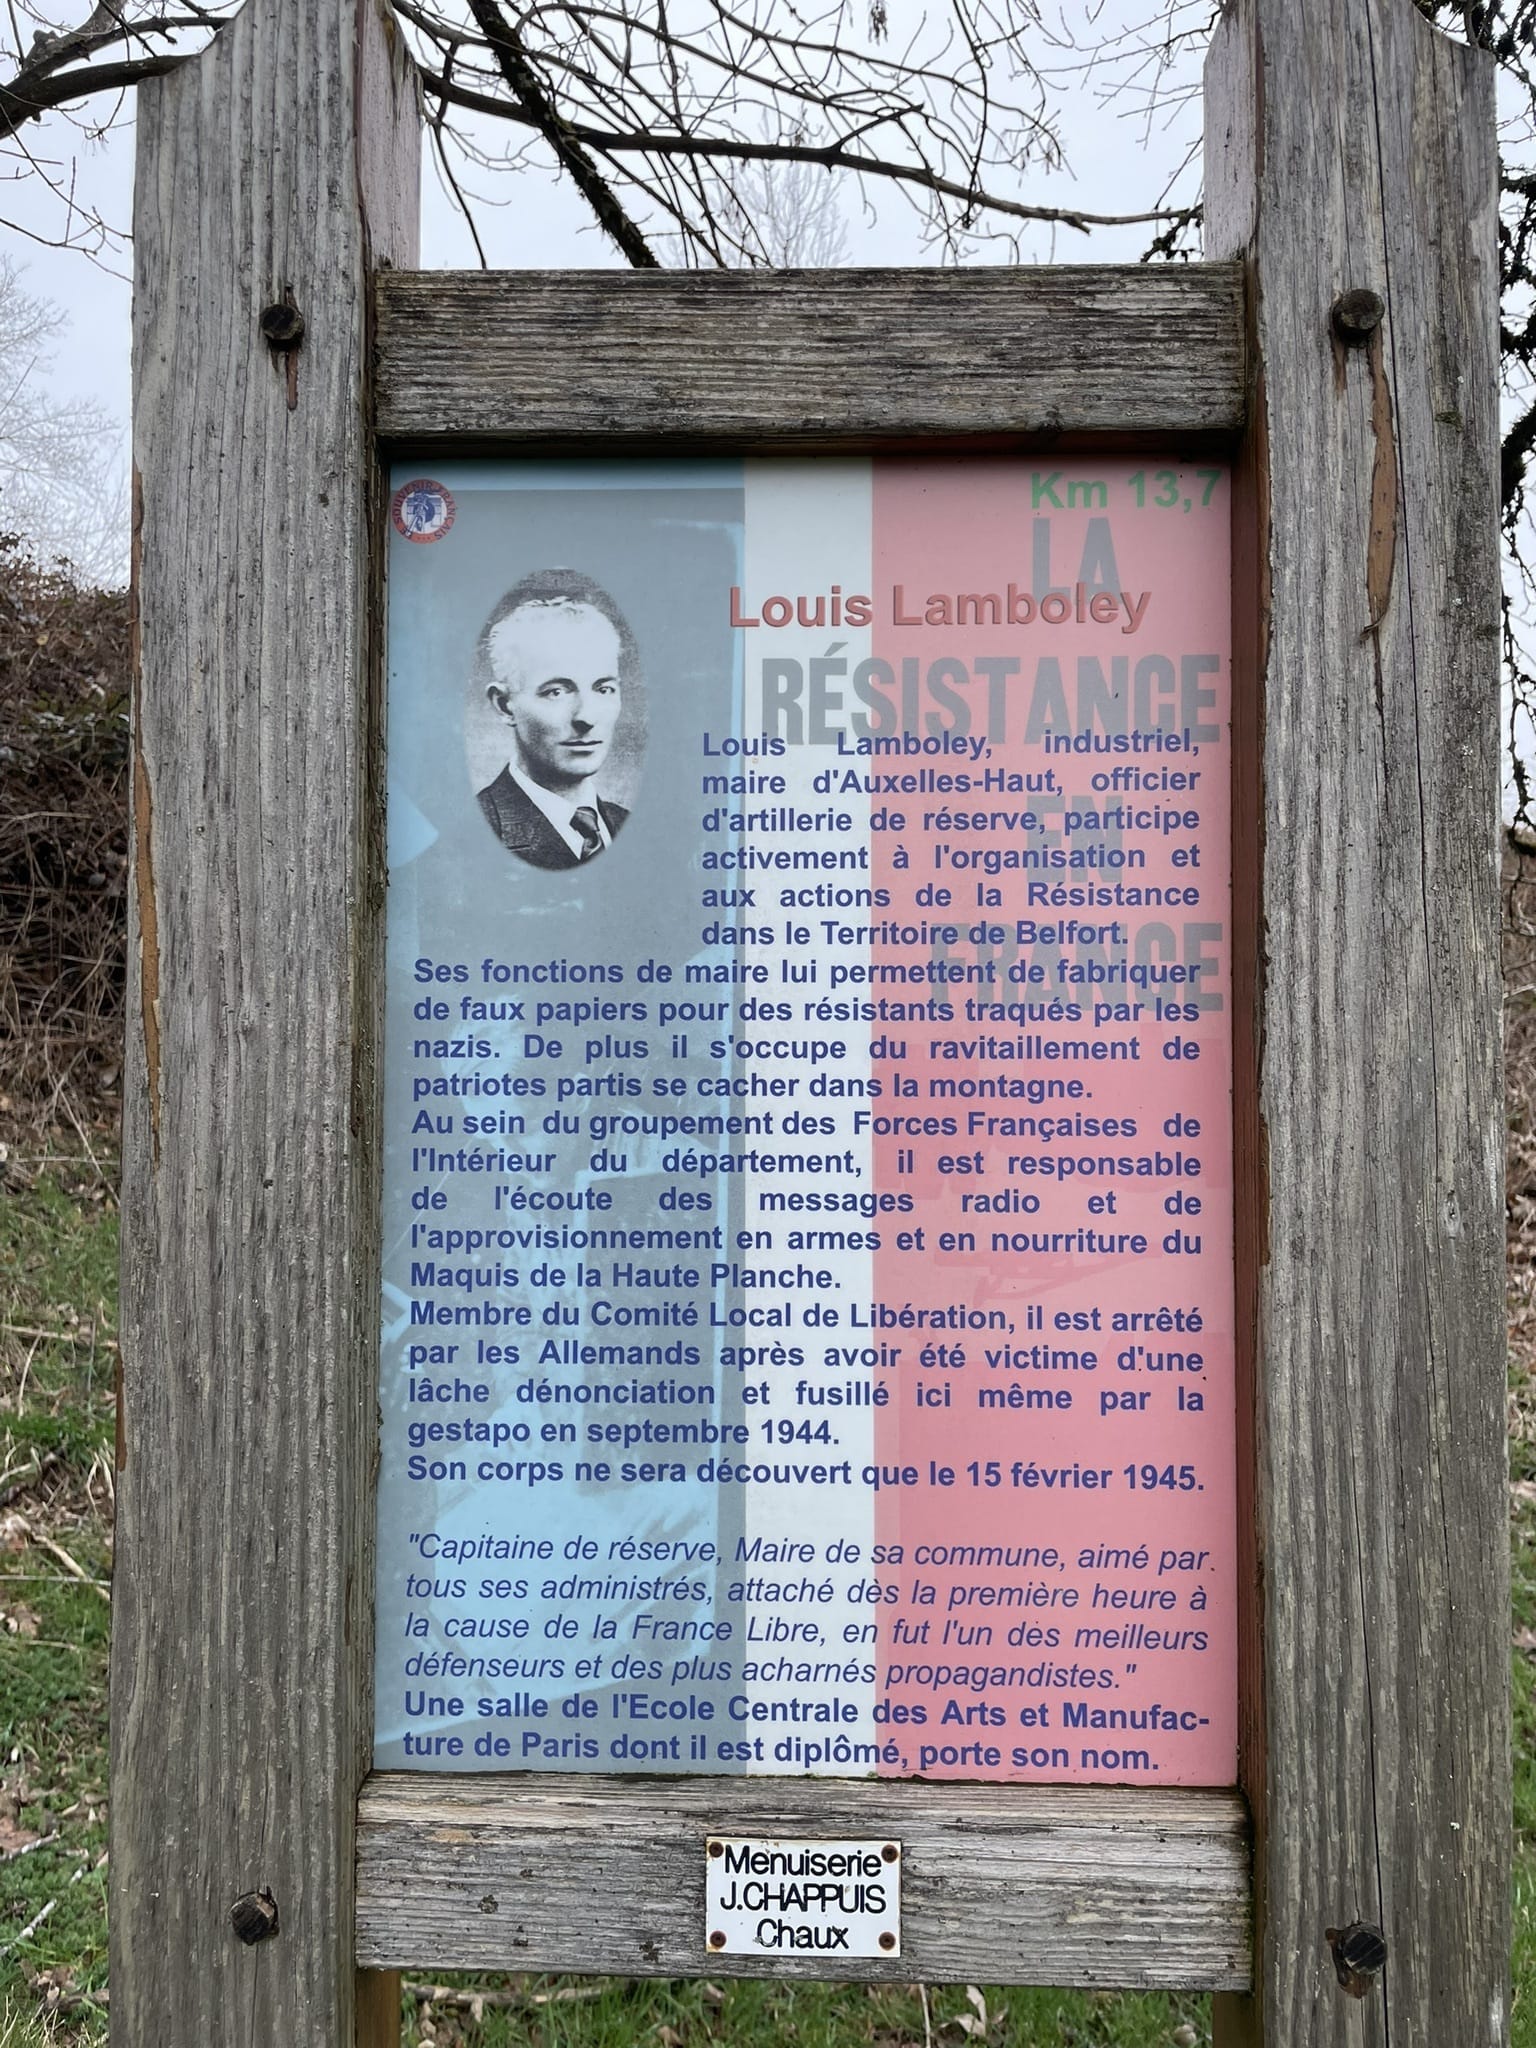 LE SOUVENIR FRANÇAIS
Km 13,7
LA
Louis Lamboley
RÉSISTANCE
EN
FRANCE
Louis Lamboley, industriel,
maire d'Auxelles-Haut, officier
d'artillerie de réserve, participe
activement à l'organisation et
aux actions de la Résistance
dans le Territoire de Belfort.
Ses fonctions de maire lui permettent de fabriquer
de faux papiers pour des résistants traqués par les
nazis. De plus il s'occupe du ravitaillement de
patriotes partis se cacher dans la montagne.
Au sein du groupement des Forces Françaises de
l'Intérieur du département, il est responsable
de l'écoute des messages radio et de
l'approvisionnement en armes et en nourriture du
Maquis de la Haute Planche.
Membre du Comité Local de Libération, il est arrêté
par les Allemands après avoir été victime d'une
lâche dénonciation et fusillé ici même par la
gestapo en septembre 1944.
Son corps ne sera découvert que le 15 février 1945.
"Capitaine de réserve, Maire de sa commune, aimé par
tous ses administrés, attaché dès la première heure à
la cause de la France Libre, en fut l'un des meilleurs
défenseurs et des plus acharnés propagandistes."
Une salle de l'Ecole Centrale des Arts et Manufac-
ture de Paris dont il est diplômé, porte son nom.
Menuiserie
J.CHAPPUIS
Chaux